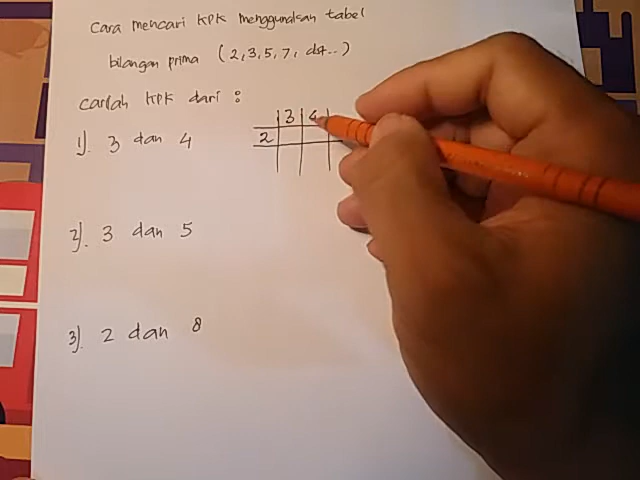 Cara mencari KPK menggunakan tabel
bilangan prima (2,3,5,7, dst..)
Carilah KPK dari :
3 4
1). 3 dan 4
2
2). 3 dan 5
3). 2 dan 8